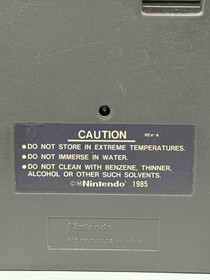 CAUTION REV-A
● DO NOT STORE IN EXTREME TEMPERATURES.
● DO NOT IMMERSE IN WATER.
● DO NOT CLEAN WITH BENZENE, THINNER,
ALCOHOL OR OTHER SUCH SOLVENTS.
©Ⓜ Nintendo 1985
Nintendo